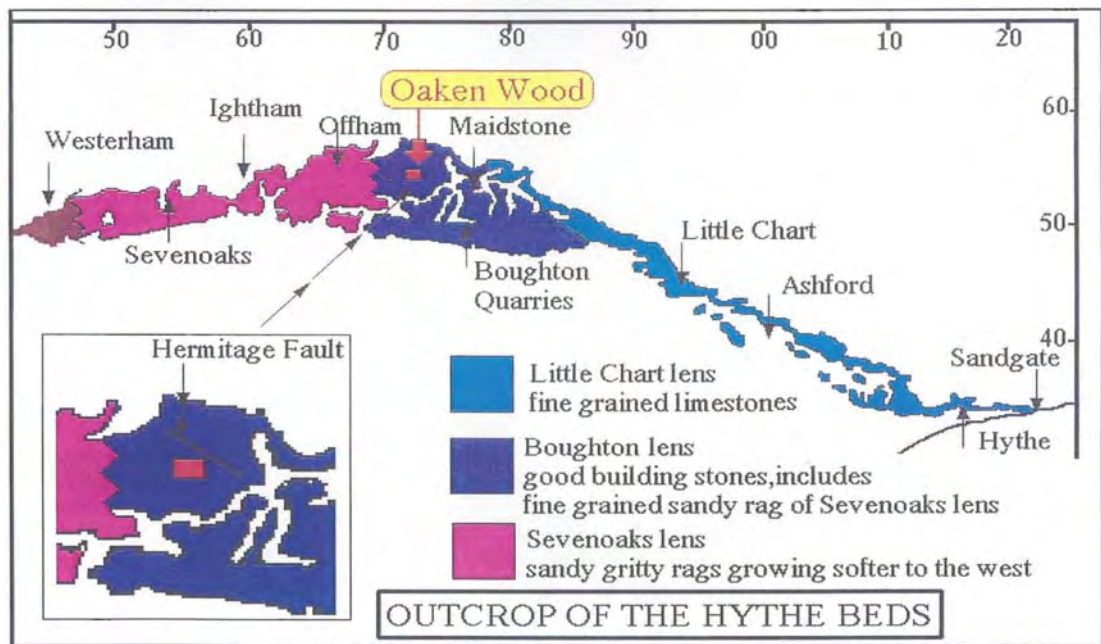 50 60 70 80 90 00 10 20
Oaken Wood
Ightham
Offham
Maidstone
60
Westerham
50
Sevenoaks
Boughton
Quarries
Little Chart
Ashford
Hermitage Fault
40
Sandgate
Little Chart lens
fine grained limestones
Hythe
Boughton lens
good building stones,includes
fine grained sandy rag of Sevenoaks lens
Sevenoaks lens
sandy gritty rags growing softer to the west
OUTCROP OF THE HYTHE BEDS